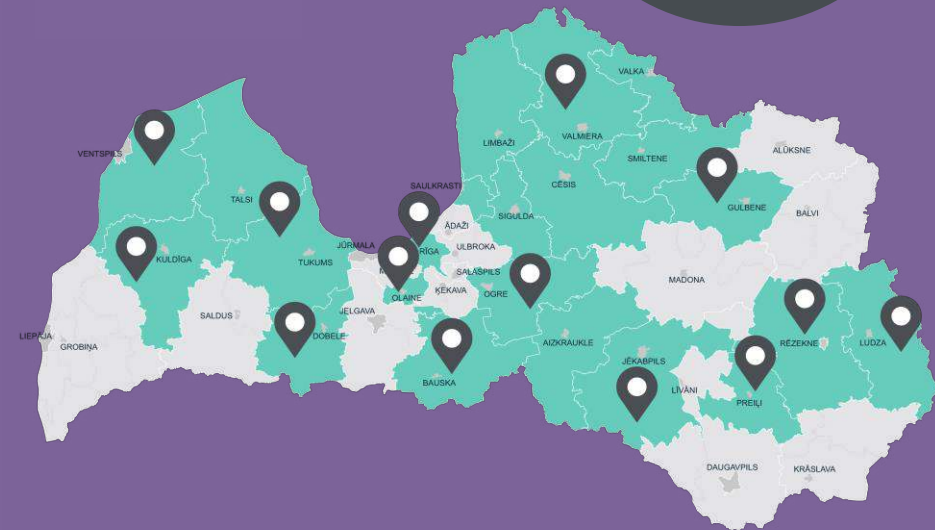 VALKA
VALMIERA
LIMBAŽI
ALŪKSNE
VENTSPILS
SMILTENE
CĒSIS
SAULKRASTI
TALSI
GULBENE
SIGULDA
BALVI
ĀDAŽI
JŪRMALA
RĪGA
ULBROKA
KULDĪGA
TUKUMS
SALASPILS
MADONA
OLAINE
ĶEKAVA
OGRE
JELGAVA
SALDUS
LIEPĀJA
GROBIŅA
DOBELE
AIZKRAUKLE
RĒZEKNE
LUDZA
JĒKABPILS
BAUSKA
LĪVĀNI
PREIĻI
DAUGAVPILS
KRĀSLAVA